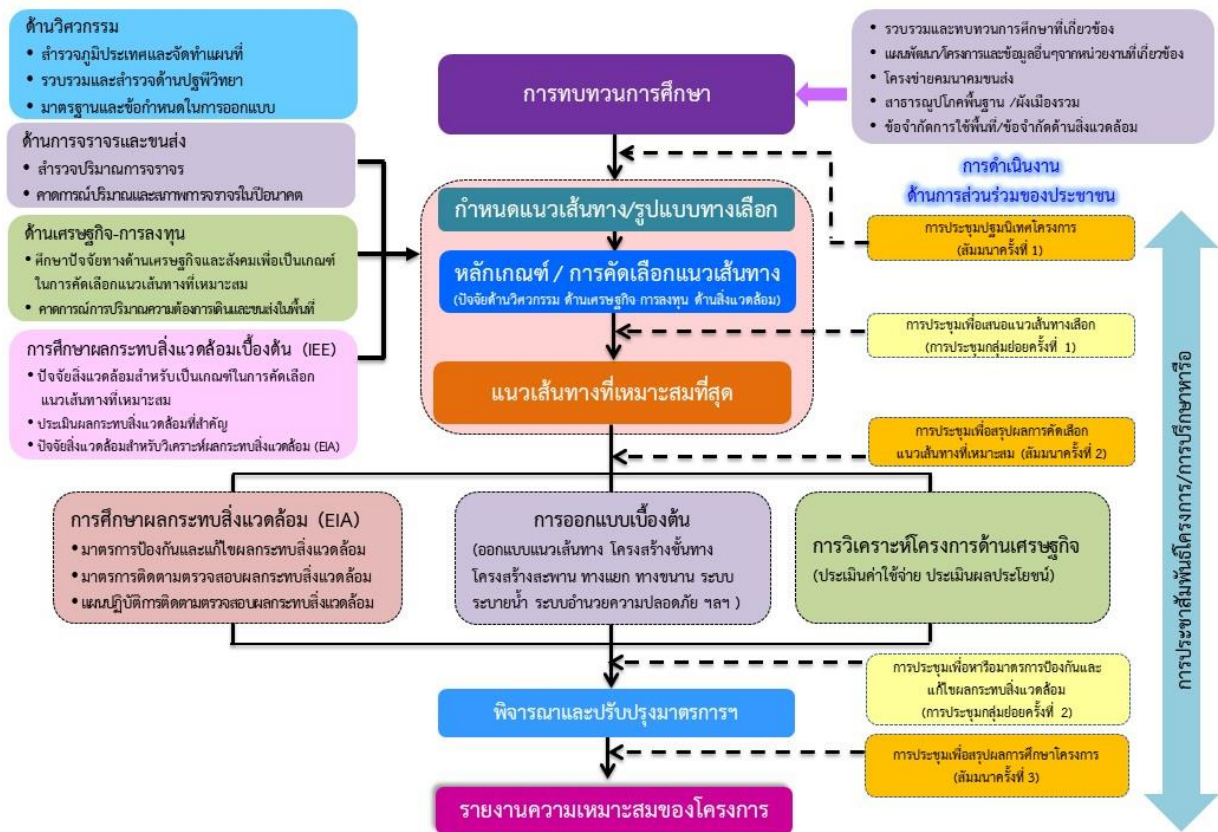 ด้านวิศวกรรม
• สำรวจภูมิประเทศและจัดทำแผนที่
• รวบรวมและสำรวจด้านปฐพีวิทยา
• มาตรฐานและข้อกำหนดในการออกแบบ
ด้านการจราจรและขนส่ง
• สำรวจปริมาณการจราจร
• คาดการณ์ปริมาณและสภาพการจราจรในปีอนาคต
ด้านเศรษฐกิจ-การลงทุน
• ศึกษาปัจจัยทางด้านเศรษฐกิจและสังคมเพื่อเป็นเกณฑ์
ในการคัดเลือกแนวเส้นทางที่เหมาะสม
• คาดการณ์การปริมาณความต้องการเดินและขนส่งในพื้นที่
การศึกษาผลกระทบสิ่งแวดล้อมเบื้องต้น (IEE)
• ปัจจัยสิ่งแวดล้อมสำหรับเป็นเกณฑ์ในการคัดเลือก
แนวเส้นทางที่เหมาะสม
• ประเมินผลกระทบสิ่งแวดล้อมที่สำคัญ
• ปัจจัยสิ่งแวดล้อมสำหรับวิเคราะห์ผลกระทบสิ่งแวดล้อม (EIA)
การทบทวนการศึกษา
• รวบรวมและทบทวนการศึกษาที่เกี่ยวข้อง
• แผนพัฒนา/โครงการและข้อมูลอื่นๆจากหน่วยงานที่เกี่ยวข้อง
• โครงข่ายคมนาคมขนส่ง
• สาธารณูปโภคพื้นฐาน /ผังเมืองรวม
• ข้อจำกัดการใช้พื้นที่/ข้อจำกัดด้านสิ่งแวดล้อม
การดำเนินงาน
ด้านการส่วนร่วมของประชาชน
กำหนดแนวเส้นทาง/รูปแบบทางเลือก
หลักเกณฑ์ / การคัดเลือกแนวเส้นทาง
(ปัจจัยด้านวิศวกรรม ด้านเศรษฐกิจ การลงทุน ด้านสิ่งแวดล้อม)
แนวเส้นทางที่เหมาะสมที่สุด
การประชุมปฐมนิเทศโครงการ
(สัมมนาครั้งที่ 1)
การประชุมเพื่อเสนอแนวเส้นทางเลือก
(การประชุมกลุ่มย่อยครั้งที่ 1)
การประชุมเพื่อสรุปผลการคัดเลือก
แนวเส้นทางที่เหมาะสม (สัมมนาครั้งที่ 2)
การศึกษาผลกระทบสิ่งแวดล้อม (EIA)
• มาตรการป้องกันและแก้ไขผลกระทบสิ่งแวดล้อม
• มาตรการติดตามตรวจสอบผลกระทบสิ่งแวดล้อม
• แผนปฏิบัติการติดตามตรวจสอบผลกระทบสิ่งแวดล้อม
การออกแบบเบื้องต้น
(ออกแบบแนวเส้นทาง โครงสร้างชั้นทาง
โครงสร้างสะพาน ทางแยก ทางขนาน ระบบ
ระบายน้ำ ระบบอำนวยความปลอดภัย ฯลฯ )
การวิเคราะห์โครงการด้านเศรษฐกิจ
(ประเมินค่าใช้จ่าย ประเมินผลประโยชน์)
การประชุมเพื่อหารือมาตรการป้องกันและ
แก้ไขผลกระทบสิ่งแวดล้อม
(การประชุมกลุ่มย่อยครั้งที่ 2)
พิจารณาและปรับปรุงมาตรการฯ
การประชุมเพื่อสรุปผลการศึกษาโครงการ
(สัมมนาครั้งที่ 3)
รายงานความเหมาะสมของโครงการ
การประชาสัมพันธ์โครงการ/การปรึกษาหารือ